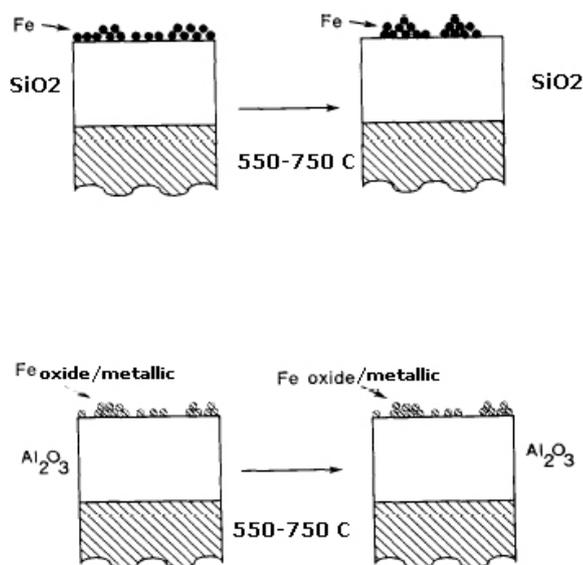 Fe
Fe
SiO2
SiO2
550-750 C
Fe oxide/metallic
Fe oxide/metallic
Al₂O₃
Al₂O₃
550-750 C